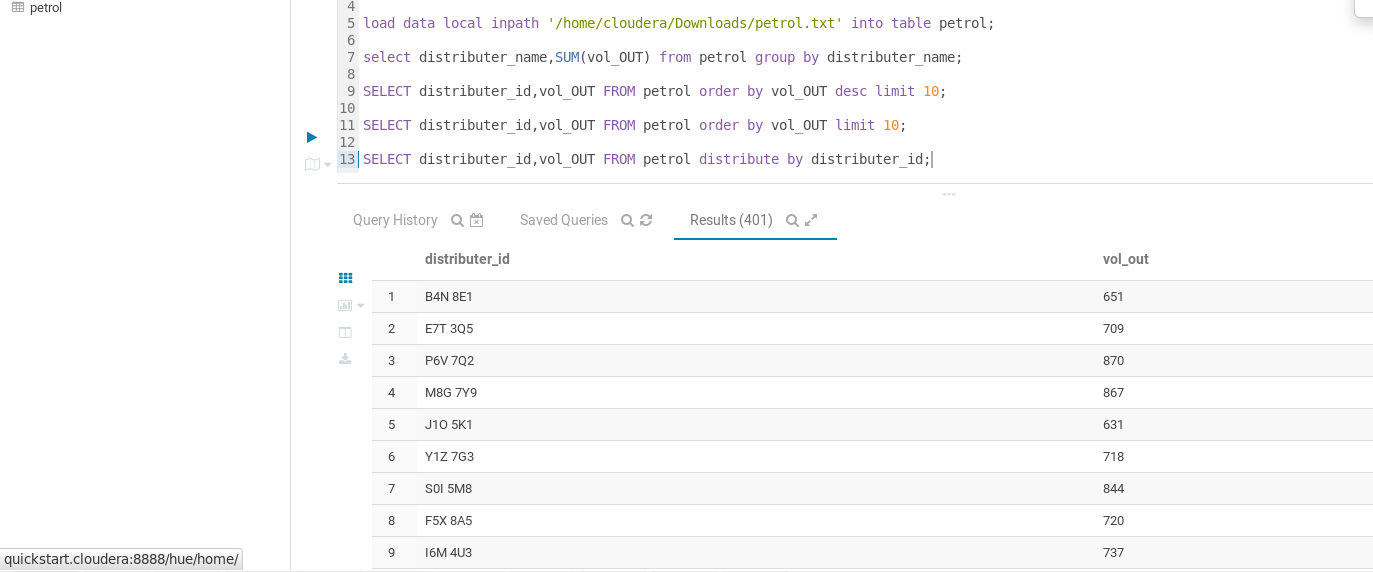 petrol
4
5 load data local inpath '/home/cloudera/Downloads/petrol.txt' into table petrol;
6
7 select distributer_name,SUM(vol_OUT) from petrol group by distributer_name;
8
9 SELECT distributer_id,vol_OUT FROM petrol order by vol_OUT desc limit 10;
10
11 SELECT distributer_id,vol_OUT FROM petrol order by vol_OUT limit 10;
12
13 SELECT distributer_id,vol_OUT FROM petrol distribute by distributer_id;
Query History Saved Queries Results (401)
distributer_id vol_out
1 B4N 8E1 651
2 E7T 3Q5 709
3 P6V 7Q2 870
4 M8G 7Y9 867
5 J1O 5K1 631
6 Y1Z 7G3 718
7 S0I 5M8 844
8 F5X 8A5 720
9 I6M 4U3 737
quickstart.cloudera:8888/hue/home/